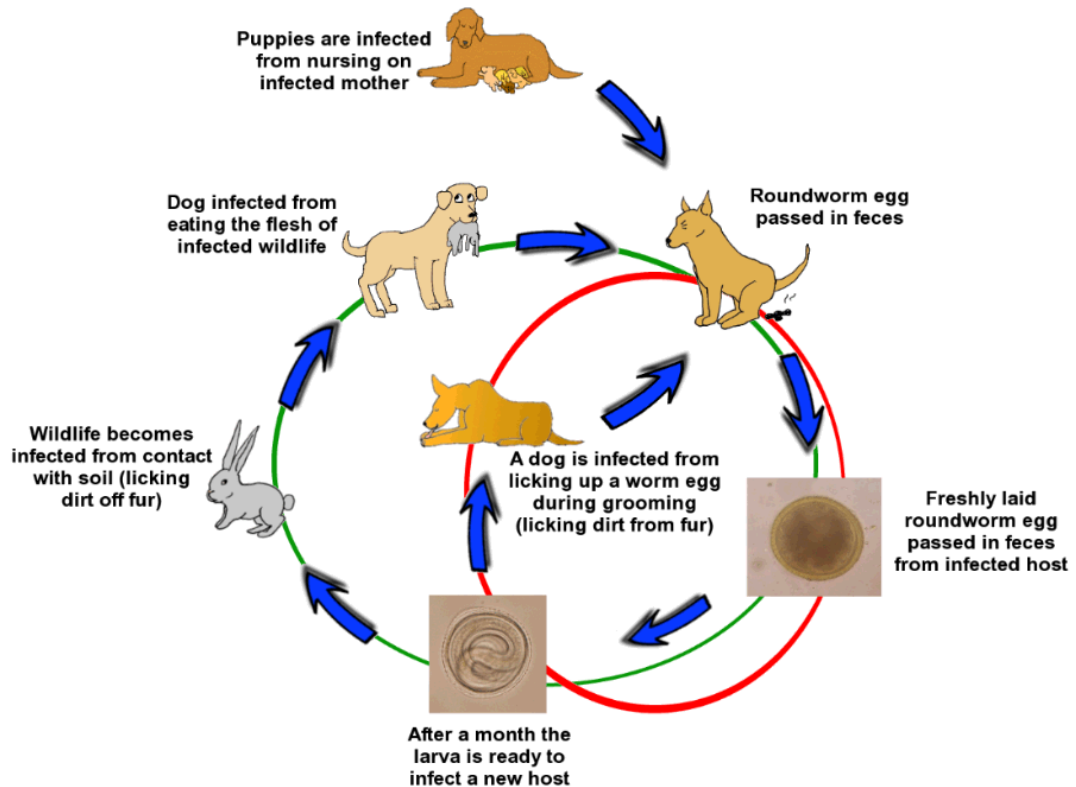 Puppies are infected
from nursing on
infected mother
Dog infected from
eating the flesh of
infected wildlife
Roundworm egg
passed in feces
Wildlife becomes
infected from contact
with soil (licking
dirt off fur)
A dog is infected from
licking up a worm egg
during grooming
(licking dirt from fur)
Freshly laid
roundworm egg
passed in feces
from infected host
After a month the
larva is ready to
infect a new host